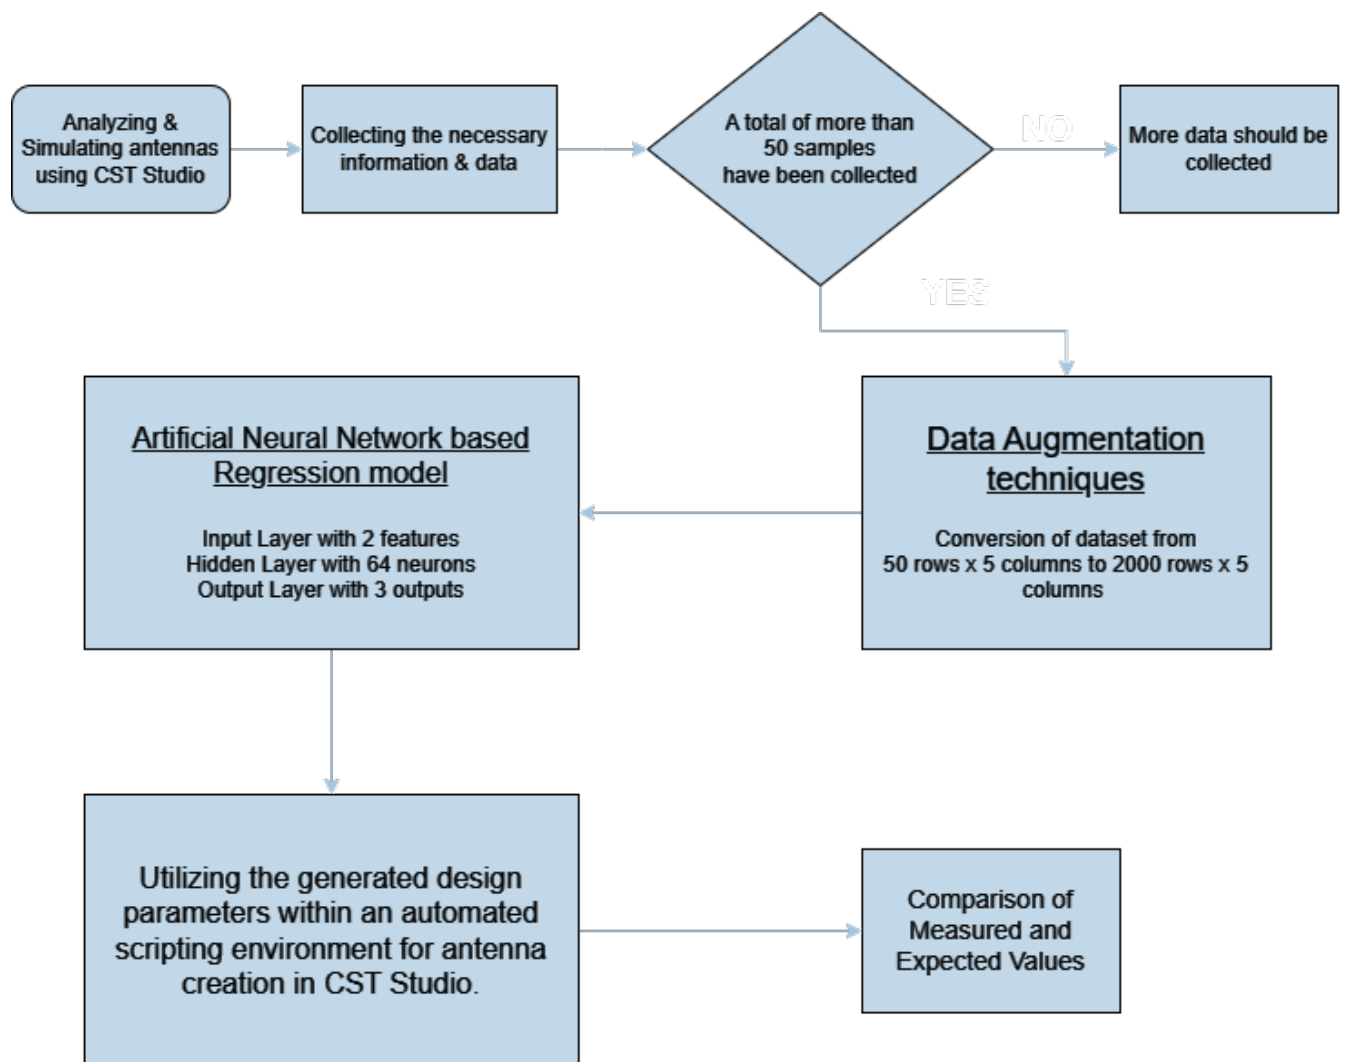 Analyzing &
Simulating antennas
using CST Studio
Collecting the necessary
information & data
A total of more than
50 samples
have been collected
NO
More data should be
collected
YES
Data Augmentation
techniques
Conversion of dataset from
50 rows x 5 columns to 2000 rows x 5
columns
Artificial Neural Network based
Regression model
Input Layer with 2 features
Hidden Layer with 64 neurons
Output Layer with 3 outputs
Utilizing the generated design
parameters within an automated
scripting environment for antenna
creation in CST Studio.
Comparison of
Measured and
Expected Values